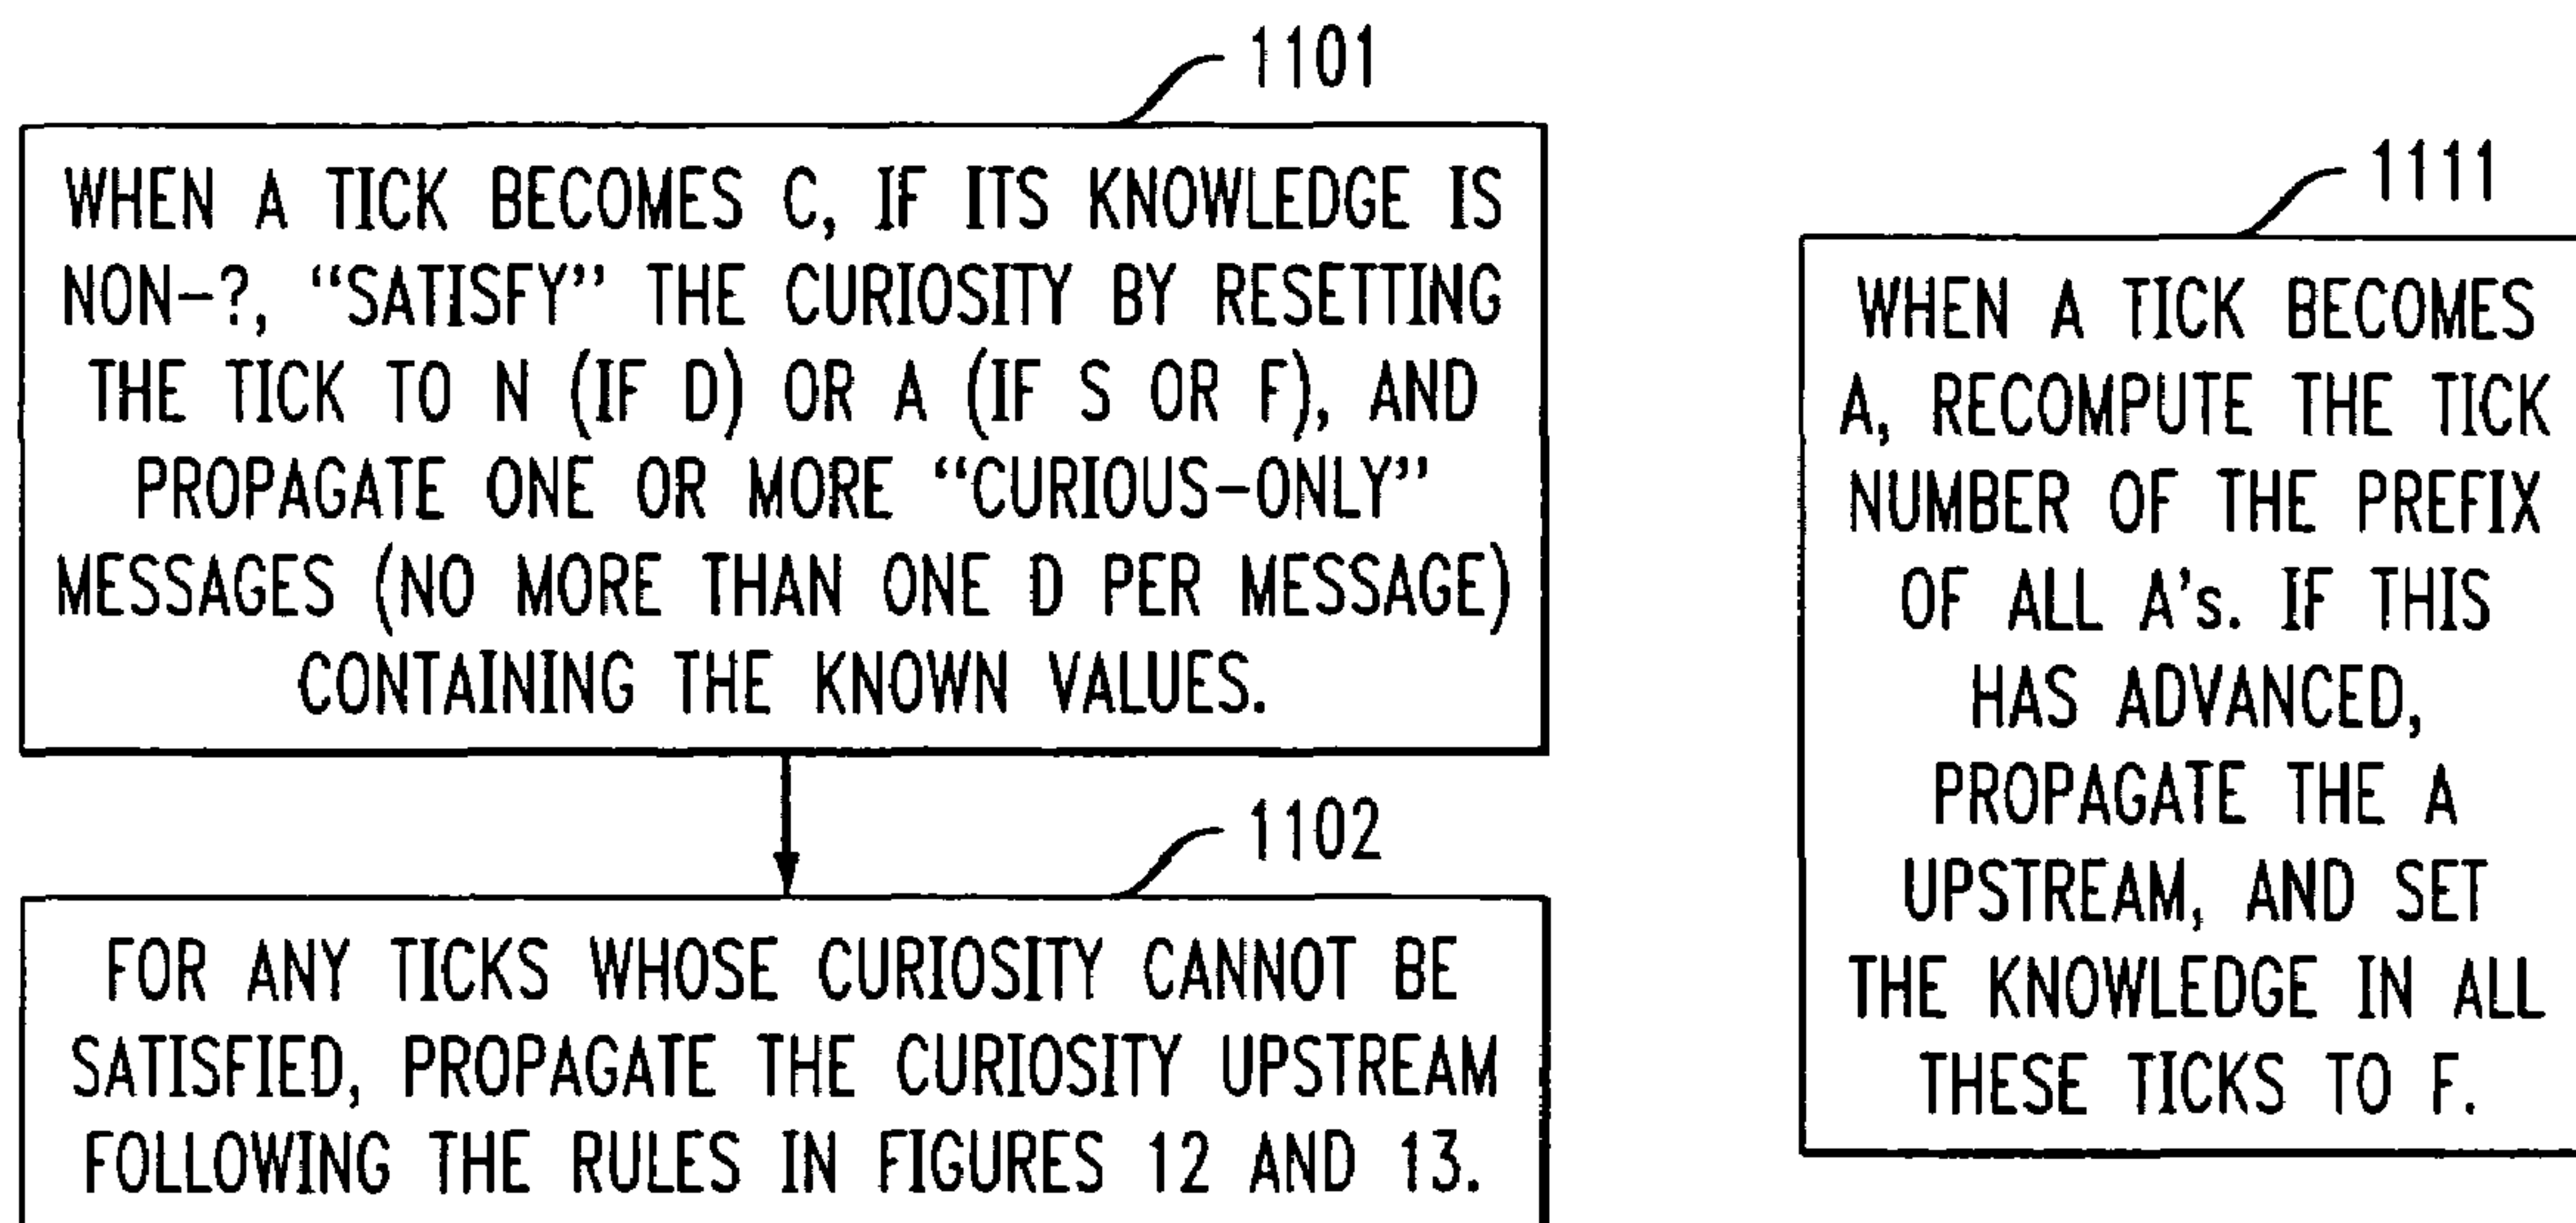 1101
WHEN A TICK BECOMES C, IF ITS KNOWLEDGE IS
NON-?, “SATISFY” THE CURIOSITY BY RESETTING
THE TICK TO N (IF D) OR A (IF S OR F), AND
PROPAGATE ONE OR MORE “CURIOUS-ONLY”
MESSAGES (NO MORE THAN ONE D PER MESSAGE)
CONTAINING THE KNOWN VALUES.
1102
FOR ANY TICKS WHOSE CURIOSITY CANNOT BE
SATISFIED, PROPAGATE THE CURIOSITY UPSTREAM
FOLLOWING THE RULES IN FIGURES 12 AND 13.
1111
WHEN A TICK BECOMES
A, RECOMPUTE THE TICK
NUMBER OF THE PREFIX
OF ALL A's. IF THIS
HAS ADVANCED,
PROPAGATE THE A
UPSTREAM, AND SET
THE KNOWLEDGE IN ALL
THESE TICKS TO F.